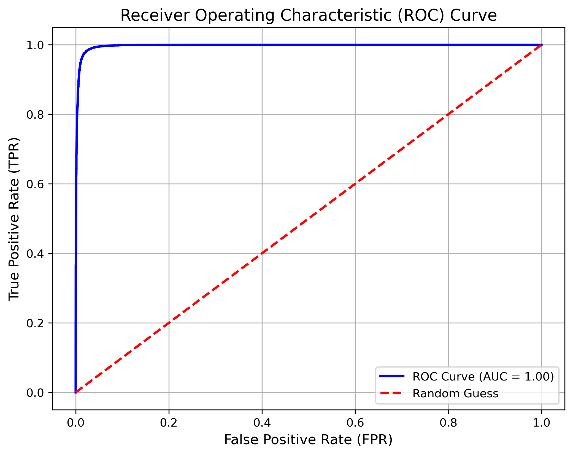 Receiver Operating Characteristic (ROC) Curve
1.0
0.8
0.6
0.4
0.2
0.0
True Positive Rate (TPR)
ROC Curve (AUC = 1.00)
Random Guess
0.0 0.2 0.4 0.6 0.8 1.0
False Positive Rate (FPR)